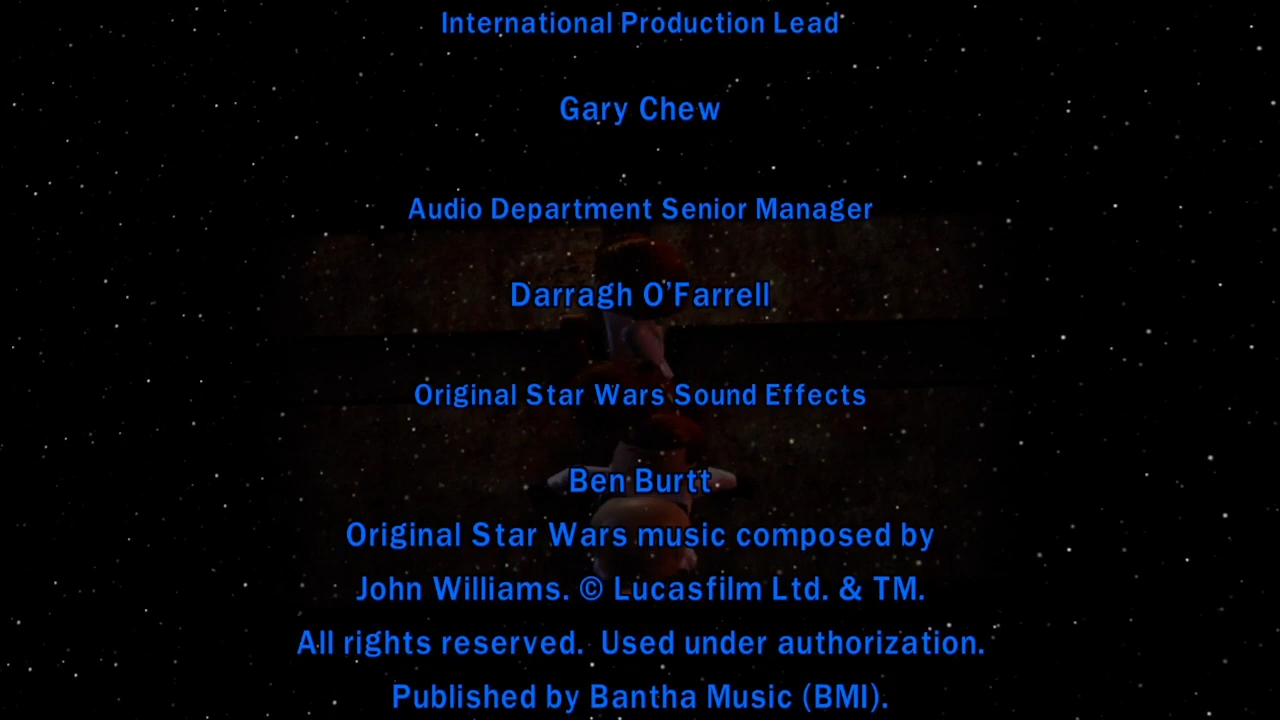 International Production Lead
Gary Chew
Audio Department Senior Manager
Darragh O'Farrell
Original Star Wars Sound Effects
Ben Burtt
Original Star Wars music composed by
John Williams. © Lucasfilm Ltd. & TM.
All rights reserved.  Used under authorization.
Published by Bantha Music (BMI).